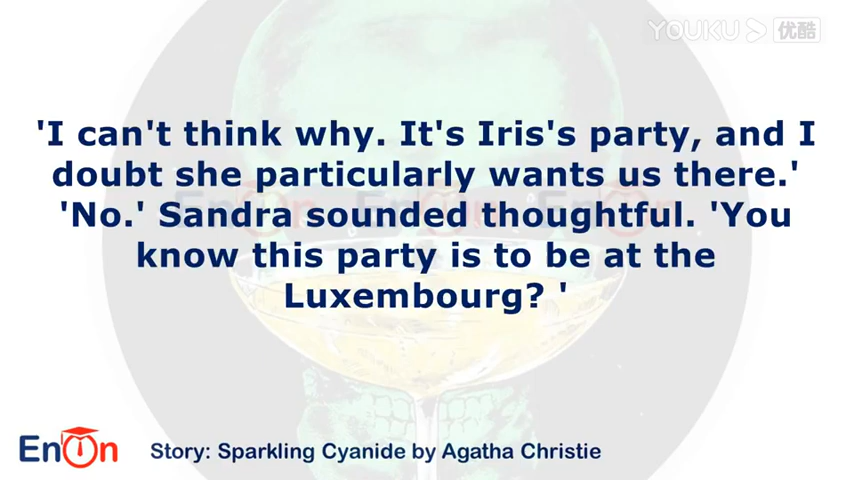 YOUKU 优酷
'I can't think why. It's Iris's party, and I
doubt she particularly wants us there.'
'No.' Sandra sounded thoughtful. 'You
know this party is to be at the
Luxembourg? '
EnOn Story: Sparkling Cyanide by Agatha Christie